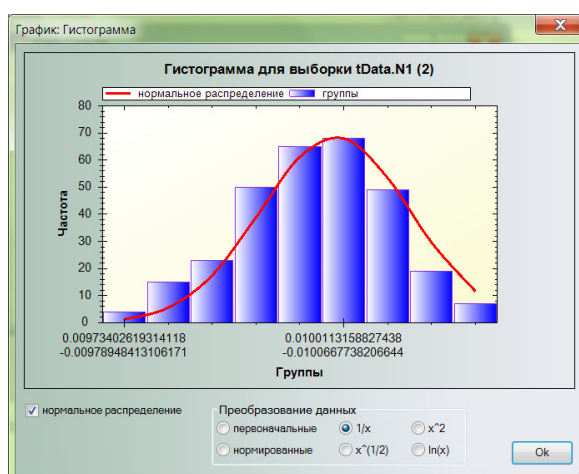 График: Гистограмма
Гистограмма для выборки tData.N1 (2)
нормальное распределение группы
80
70
60
50
40
30
20
10
0
Частота
0.00973402619314118 0.0100113158827438
-0.00978948413106171 -0.0100667738206644
Группы
нормальное распределение
Преобразование данных
первоначальные 1/x x^2
нормированные x^(1/2) ln(x)
Ok